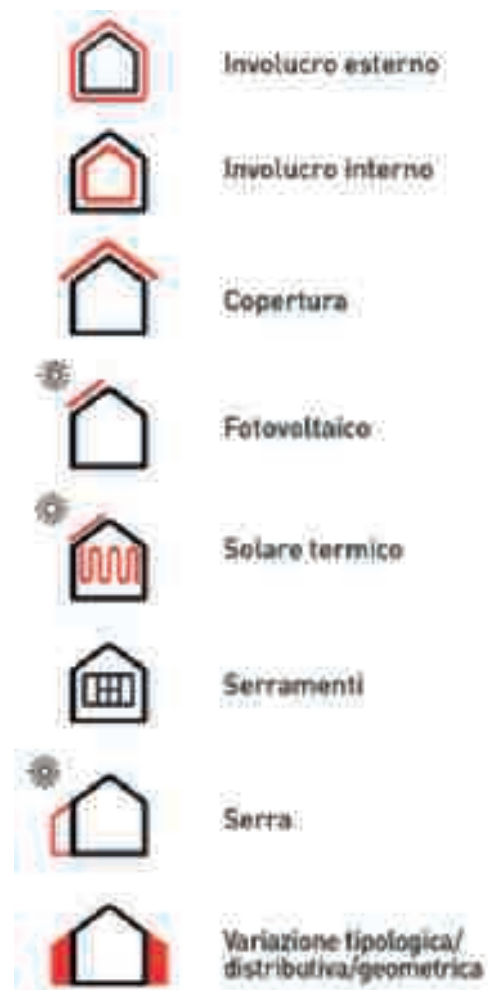 Involucro esterno
Involucro interno
Copertura
Fotovoltaico
Solare termico
Serramenti
Serra
Variazione tipologica/
distributiva/geometrica